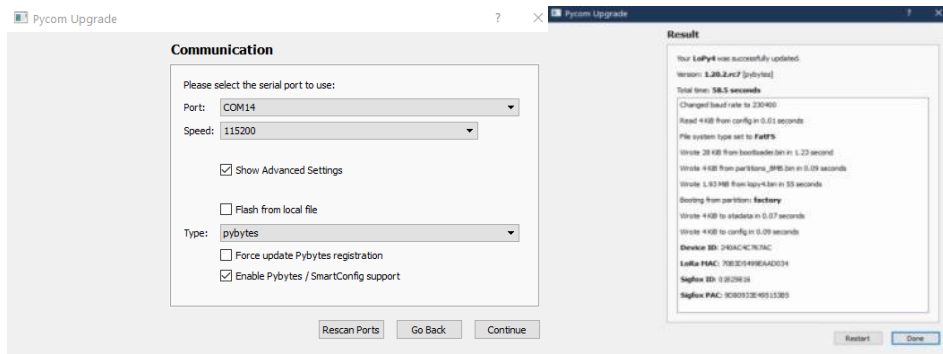 Pycom Upgrade
Communication
Please select the serial port to use:
Port: COM14
Speed: 115200
Show Advanced Settings
Flash from local file
Type: pybytes
Force update Pybytes registration
Enable Pybytes / SmartConfig support
Rescan Ports Go Back Continue
Pycom Upgrade
Result
Your LoPy4 was successfully updated.
Version: 1.20.2.rc7 [pybytes]
Total time: 58.5 seconds
Changed baud rate to 230400
Read 4 KB from config in 0.01 seconds
File system type set to FatFS
Wrote 28 KB from bootloader.bin in 1.23 second
Wrote 4 KB from partitions_8MB.bin in 0.09 seconds
Wrote 1.93 MB from lopy4.bin in 55 seconds
Booting from partition: factory
Wrote 4 KB to otadata in 0.07 seconds
Wrote 4 KB to config in 0.09 seconds
Device ID:
LoRa MAC:
Sigfox ID:
Sigfox PAC:
Restart Done